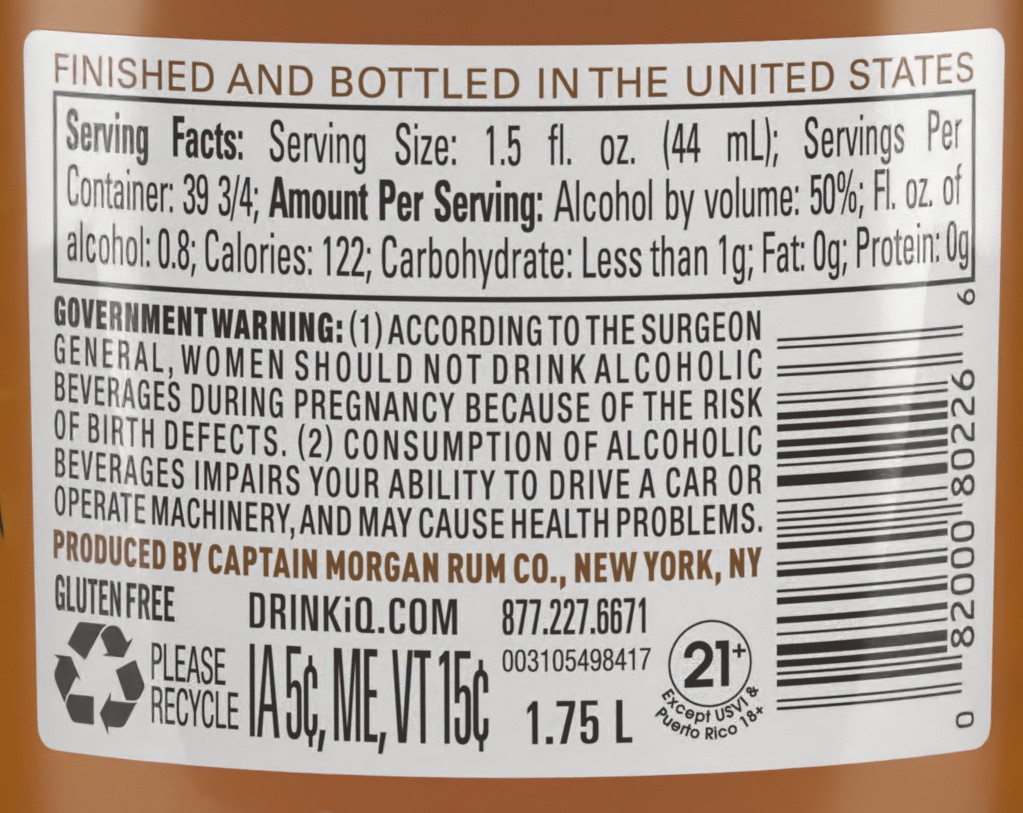 FINISHED AND BOTTLED IN THE UNITED STATES
Serving Facts: Serving Size: 1.5 fl. oz. (44 mL); Servings Per
Container: 39 3/4; Amount Per Serving: Alcohol by volume: 50%; Fl. oz. of
alcohol: 0.8; Calories: 122; Carbohydrate: Less than 1g; Fat: 0g; Protein: 0g
GOVERNMENT WARNING: (1) ACCORDING TO THE SURGEON
GENERAL, WOMEN SHOULD NOT DRINK ALCOHOLIC
BEVERAGES DURING PREGNANCY BECAUSE OF THE RISK
OF BIRTH DEFECTS. (2) CONSUMPTION OF ALCOHOLIC
BEVERAGES IMPAIRS YOUR ABILITY TO DRIVE A CAR OR
OPERATE MACHINERY, AND MAY CAUSE HEALTH PROBLEMS.
PRODUCED BY CAPTAIN MORGAN RUM CO., NEW YORK, NY
GLUTEN FREE
DRINKiQ.COM 877.227.6671
PLEASE
RECYCLE
IA 5¢, ME, VT 15¢
003105498417
1.75 L
21+
Except USVI &
Puerto Rico 18+
0 82000 80226 6